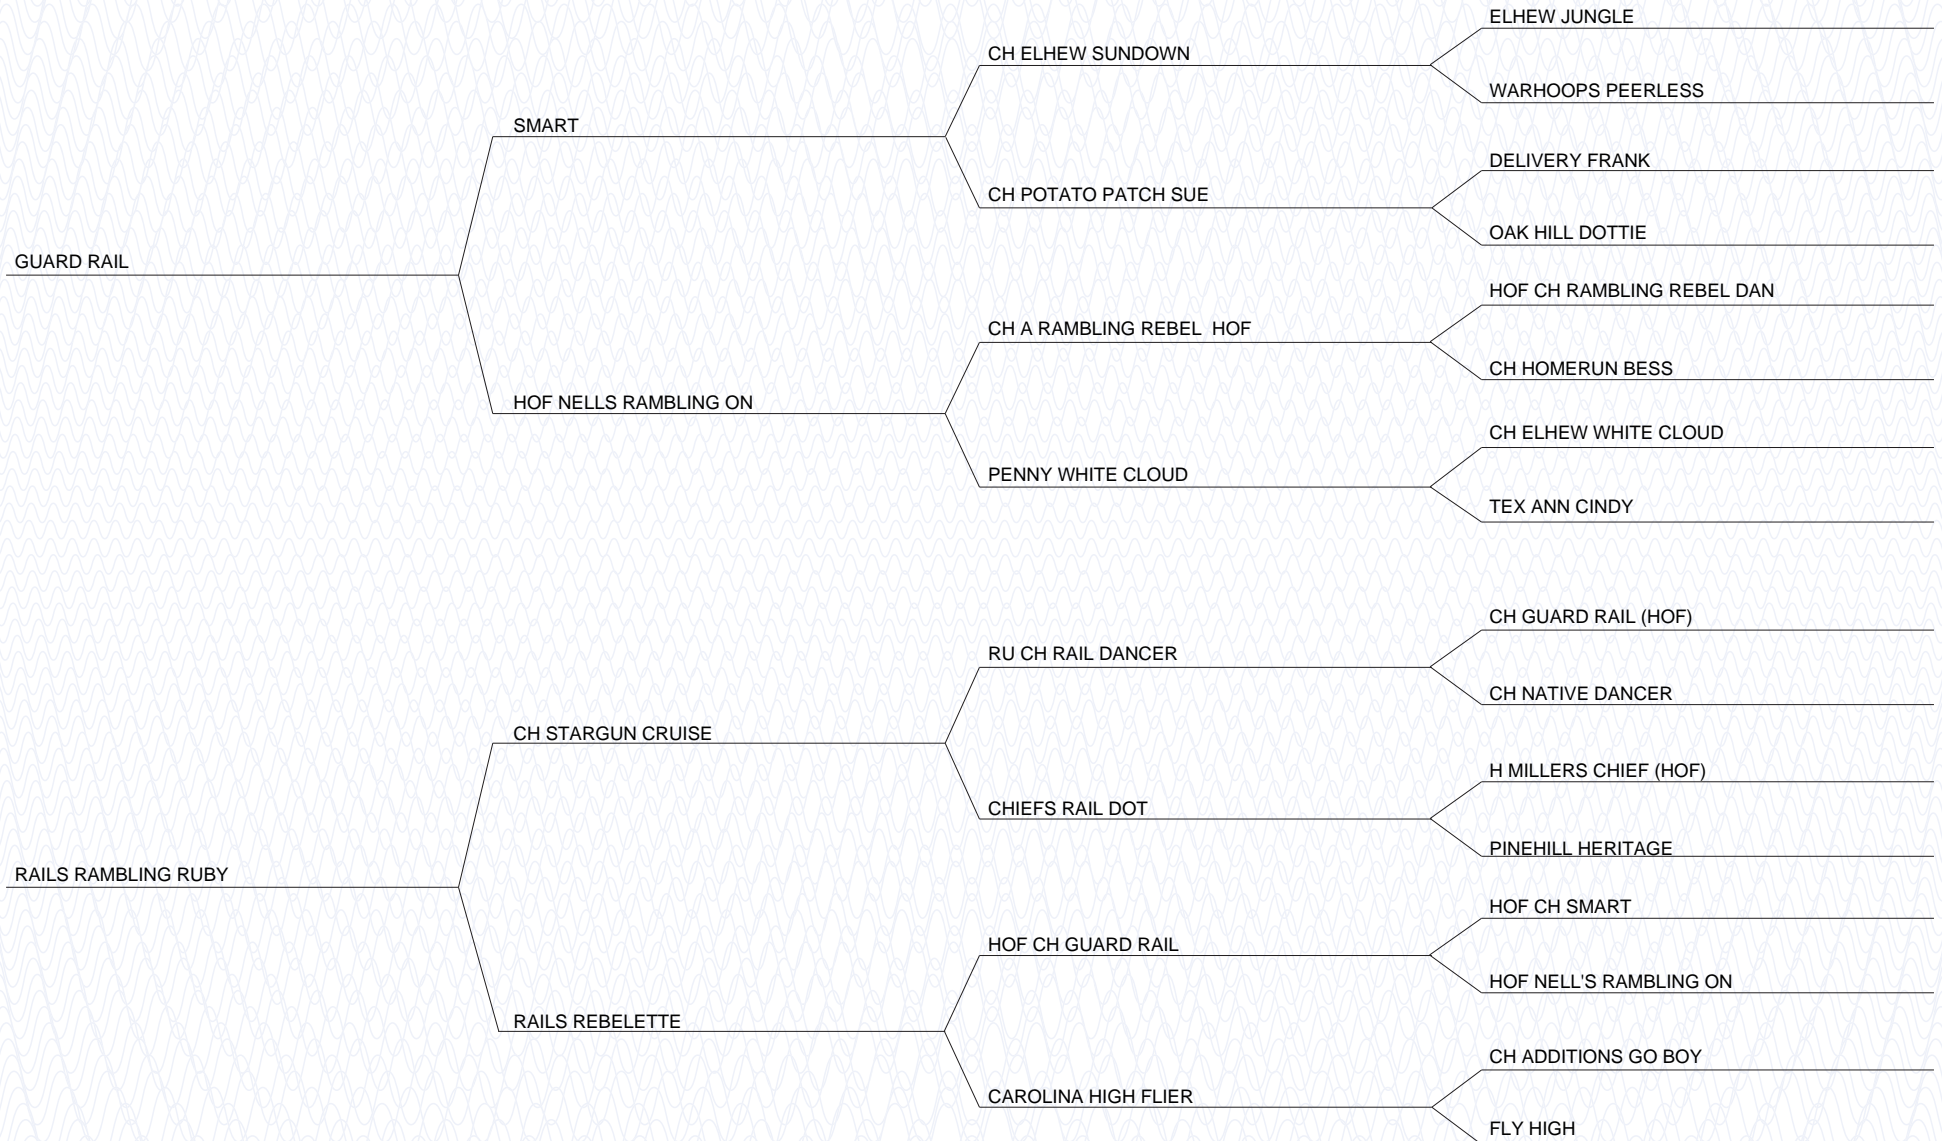 ELHEW JUNGLE
CH ELHEW SUNDOWN
WARHOOPS PEERLESS
SMART
DELIVERY FRANK
CH POTATO PATCH SUE
OAK HILL DOTTIE
GUARD RAIL
HOF CH RAMBLING REBEL DAN
CH A RAMBLING REBEL  HOF
CH HOMERUN BESS
HOF NELLS RAMBLING ON
CH ELHEW WHITE CLOUD
PENNY WHITE CLOUD
TEX ANN CINDY
CH GUARD RAIL (HOF)
RU CH RAIL DANCER
CH NATIVE DANCER
CH STARGUN CRUISE
H MILLERS CHIEF (HOF)
CHIEFS RAIL DOT
PINEHILL HERITAGE
RAILS RAMBLING RUBY
HOF CH SMART
HOF CH GUARD RAIL
HOF NELL'S RAMBLING ON
RAILS REBELETTE
CH ADDITIONS GO BOY
CAROLINA HIGH FLIER
FLY HIGH